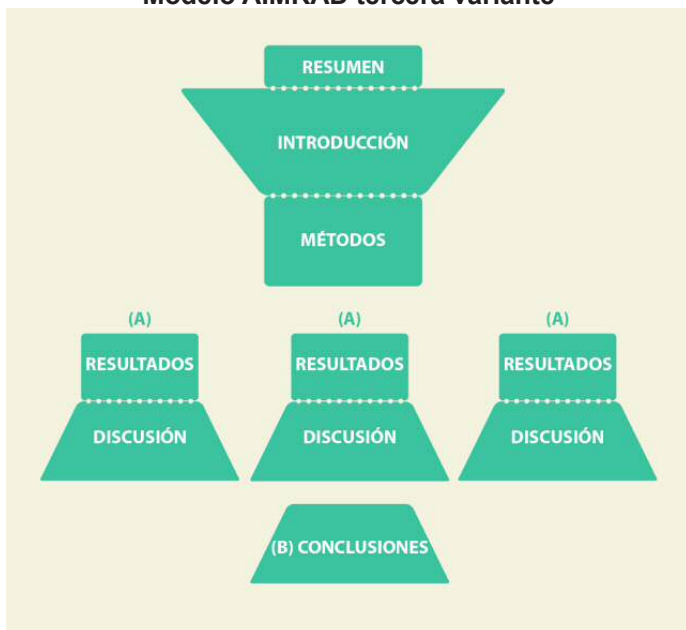 Modelo AIMRAD tercera variante
RESUMEN
INTRODUCCIÓN
MÉTODOS
(A)
(A)
(A)
RESULTADOS
RESULTADOS
RESULTADOS
DISCUSIÓN
DISCUSIÓN
DISCUSIÓN
(B) CONCLUSIONES